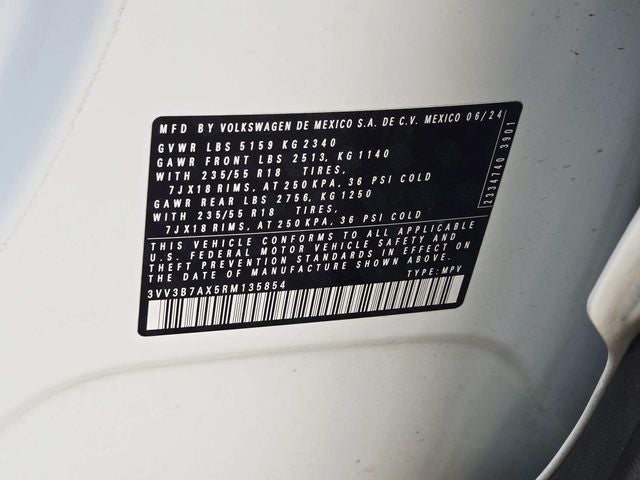 MFD BY VOLKSWAGEN DE MEXICO S.A. DE C.V. MEXICO 06/24
GVWR LBS 5159 KG 2340
GAWR FRONT LBS 2513, KG 1140
WITH 235/55 R18 TIRES,
7JX18 RIMS, AT 250 KPA, 36 PSI COLD
GAWR REAR LBS 2756, KG 1250
WITH 235/55 R18 TIRES,
7JX18 RIMS, AT 250 KPA, 36 PSI COLD
THIS VEHICLE CONFORMS TO ALL APPLICABLE
U.S. FEDERAL MOTOR VEHICLE SAFETY AND
THEFT PREVENTION STANDARDS IN EFFECT ON
THE DATE OF MANUFACTURE SHOWN ABOVE.
3VV3B7AX5RM135854 TYPE: MPV
2334740 3901